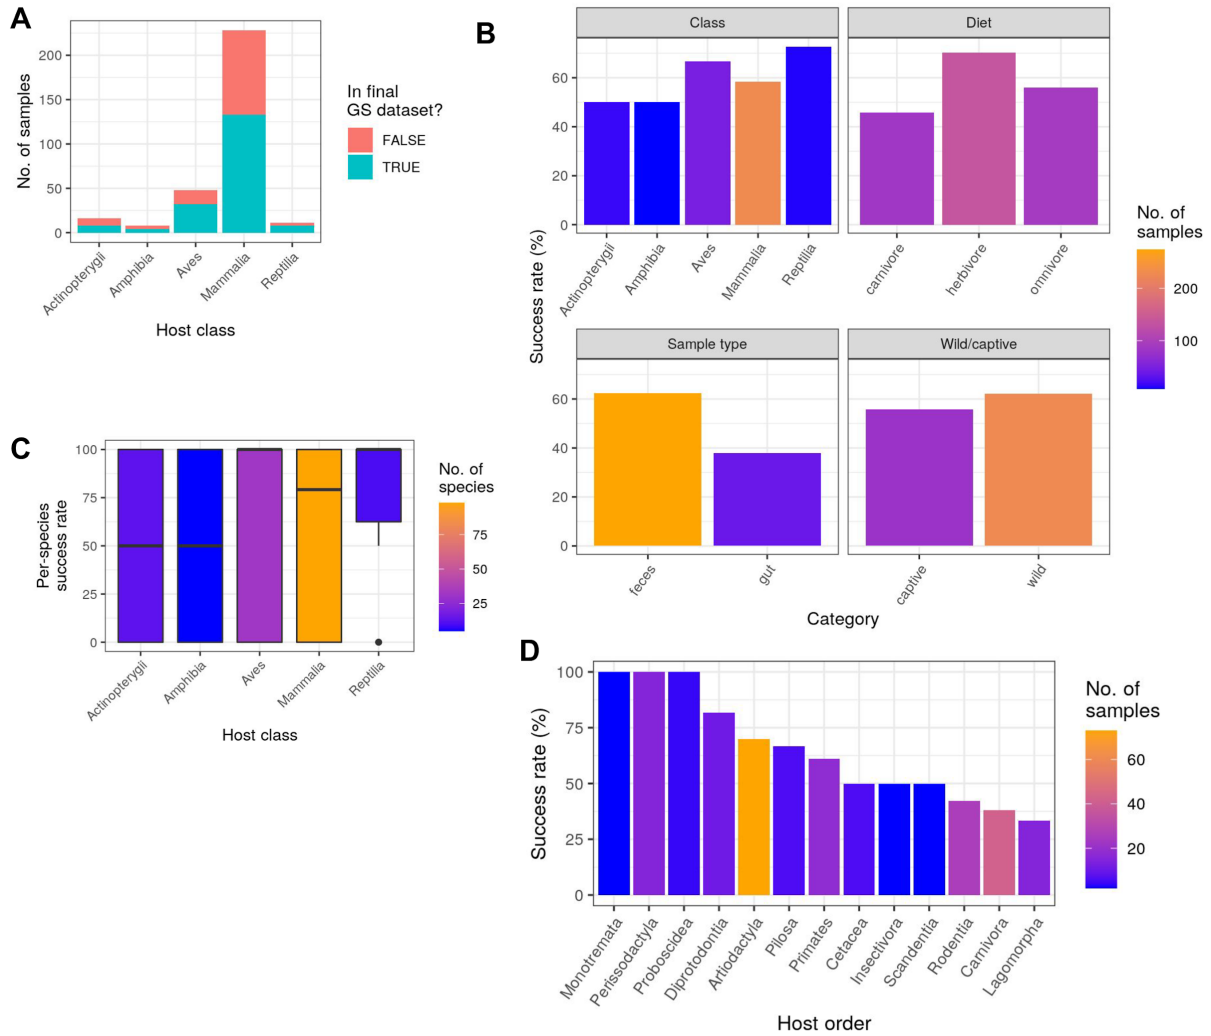 A
No. of samples
200
150
100
50
0
Actinopterygii
Amphibia
Aves
Mammalia
Reptilia
Host class
In final
GS dataset?
FALSE
TRUE
B
Success rate (%)
Class
Diet
60
40
20
0
Actinopterygii
Amphibia
Aves
Mammalia
Reptilia
carnivore
herbivore
omnivore
Sample type
Wild/captive
60
40
20
0
feces
gut
captive
wild
Category
No. of
samples
200
100
C
Per-species
success rate
100
75
50
25
0
Actinopterygii
Amphibia
Aves
Mammalia
Reptilia
Host class
No. of
species
75
50
25
D
Success rate (%)
100
75
50
25
0
Monotremata
Perissodactyla
Proboscidea
Diprotodontia
Artiodactyla
Pilosa
Primates
Cetacea
Insectivora
Scandentia
Rodentia
Carnivora
Lagomorpha
Host order
No. of
samples
60
40
20